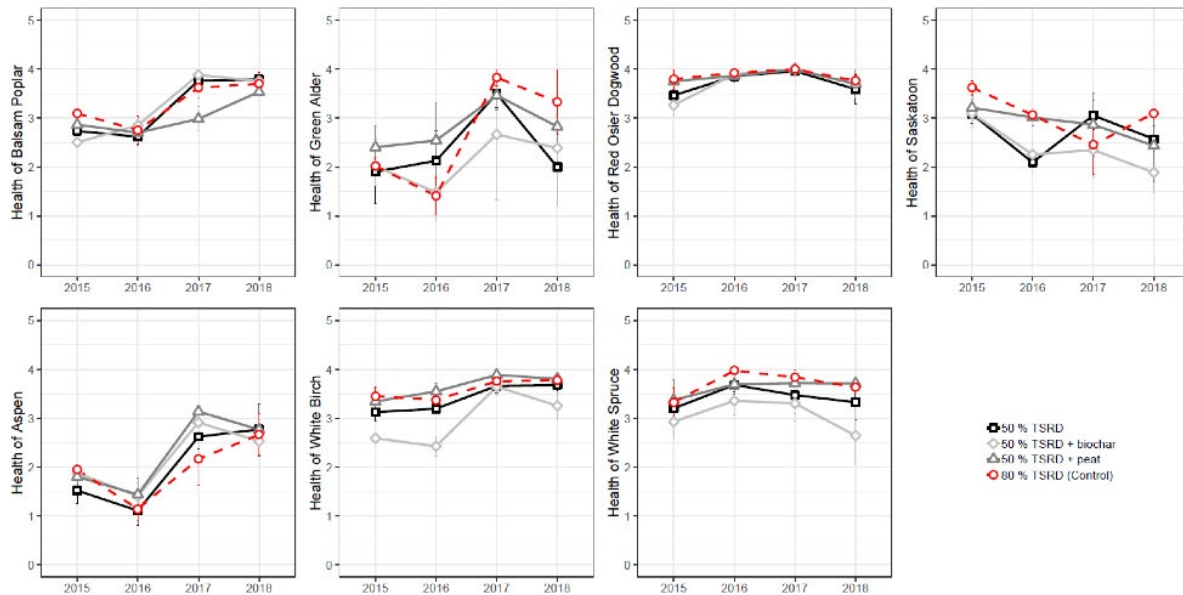 Health of Balsam Poplar
5
4
3
2
1
0
2015 2016 2017 2018
Health of Green Alder
5
4
3
2
1
0
2015 2016 2017 2018
Health of Red Osier Dogwood
5
4
3
2
1
0
2015 2016 2017 2018
Health of Saskatoon
5
4
3
2
1
0
2015 2016 2017 2018
Health of Aspen
5
4
3
2
1
0
2015 2016 2017 2018
Health of White Birch
5
4
3
2
1
0
2015 2016 2017 2018
Health of White Spruce
5
4
3
2
1
0
2015 2016 2017 2018
50 % TSRD
50 % TSRD + biochar
50 % TSRD + peat
80 % TSRD (Control)